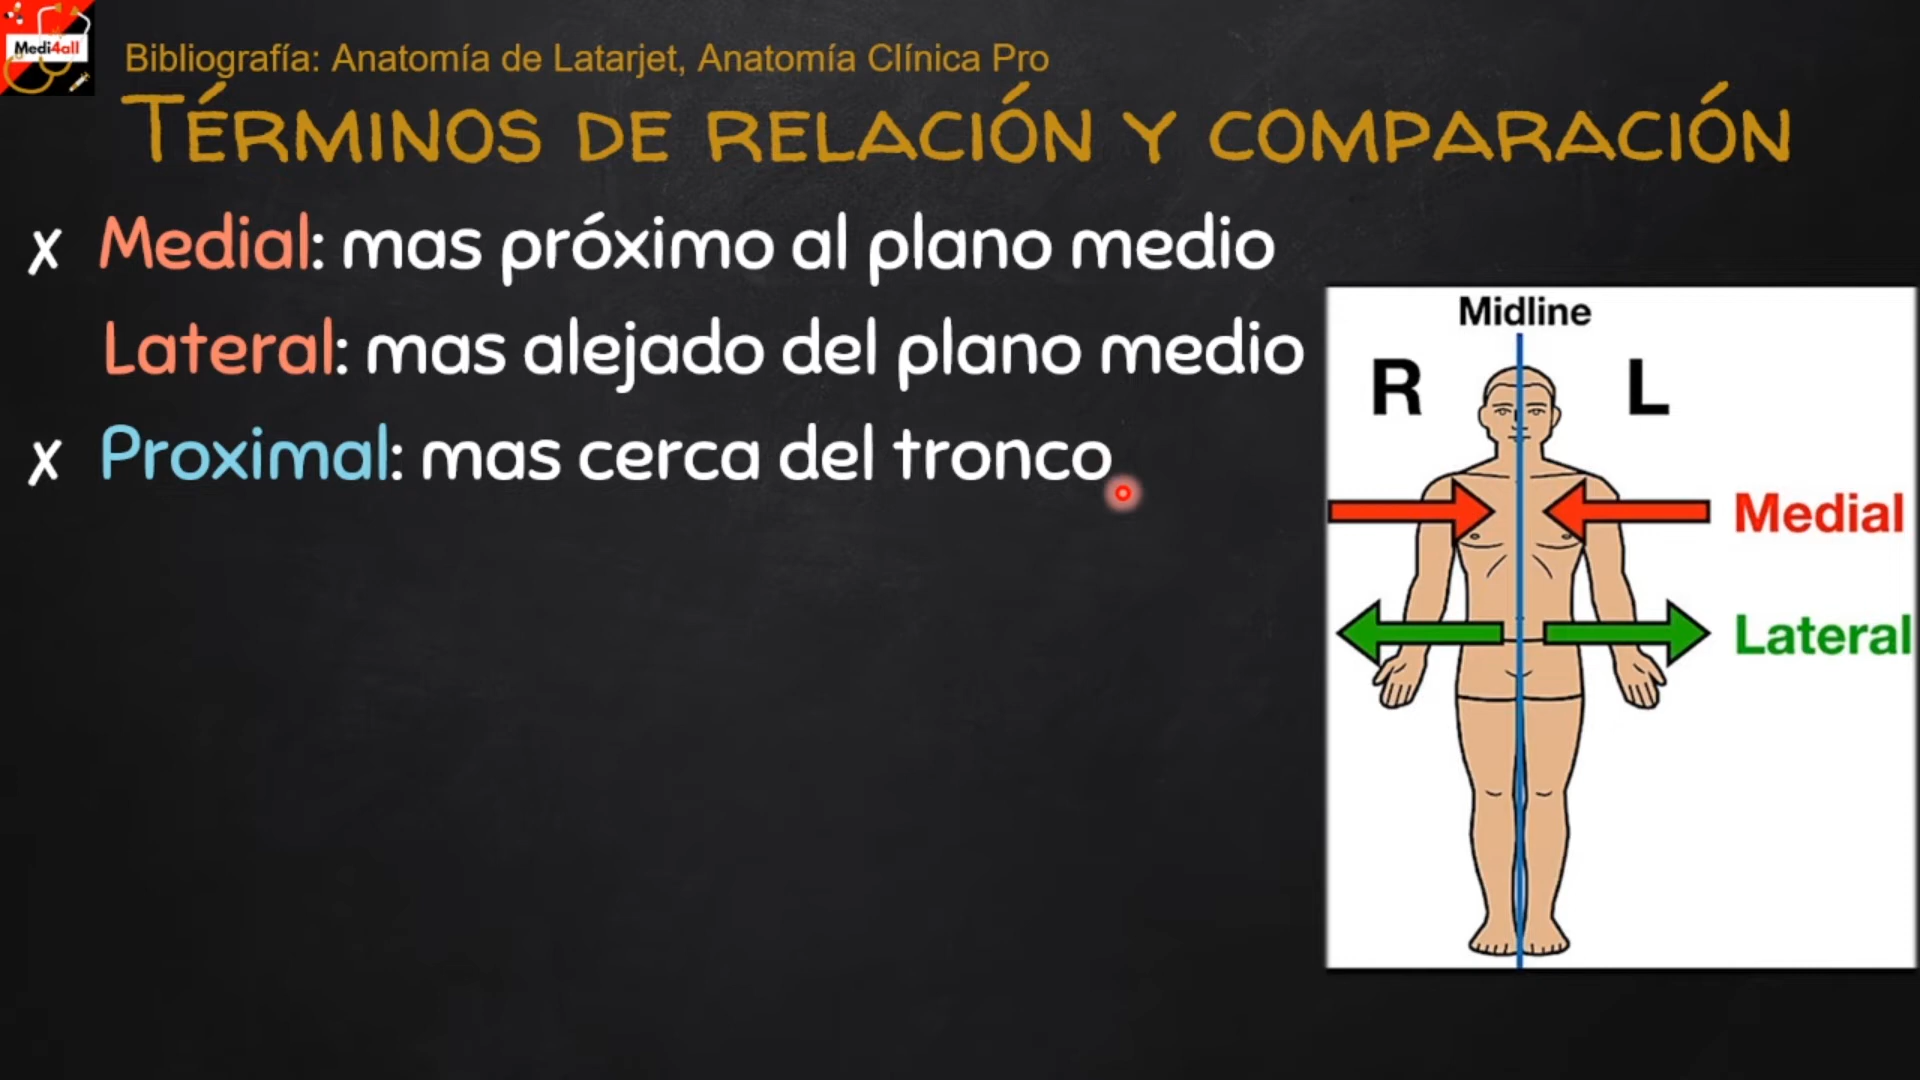 Medi4all
Bibliografía: Anatomía de Latarjet, Anatomía Clínica Pro
TÉRMINOS DE RELACIÓN Y COMPARACIÓN
x Medial: mas próximo al plano medio
Lateral: mas alejado del plano medio
x Proximal: mas cerca del tronco
Midline
R L
Medial
Lateral